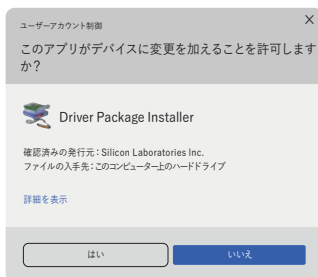 ユーザーアカウント制御
このアプリがデバイスに変更を加えることを許可します
か？
Driver Package Installer
確認済みの発行元：Silicon Laboratories Inc.
ファイルの入手先：このコンピューター上のハードドライブ
詳細を表示
はい
いいえ